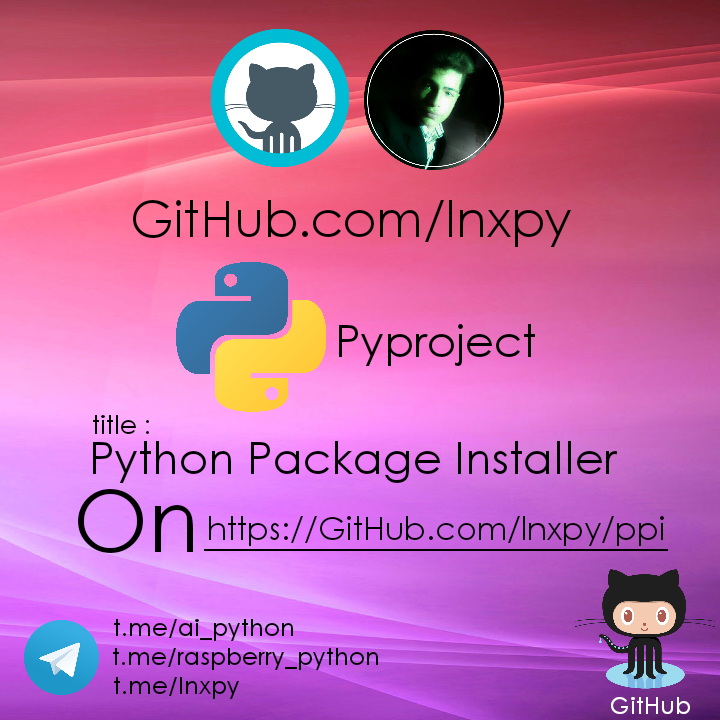 GitHub.com/lnxpy
Pyproject
title :
Python Package Installer
On https://GitHub.com/lnxpy/ppi
t.me/ai_python
t.me/raspberry_python
t.me/lnxpy
GitHub